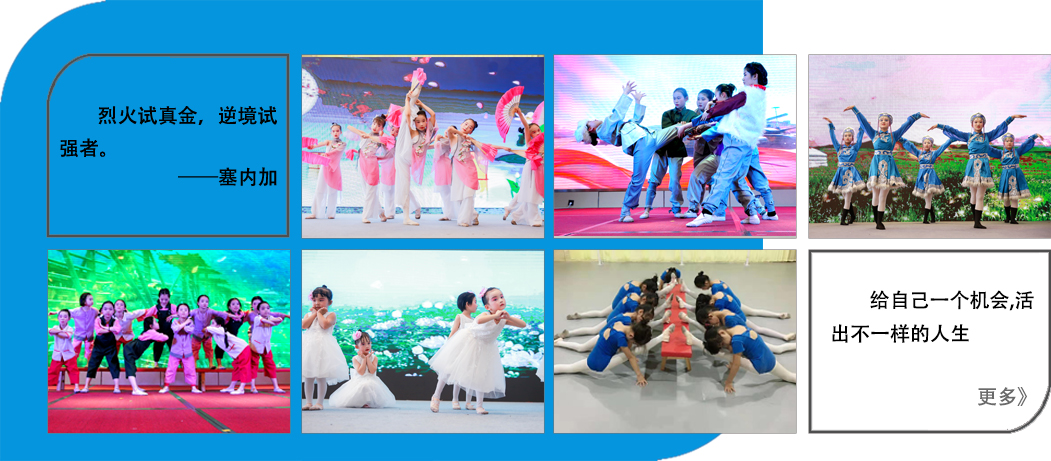 烈火试真金，逆境试
强者。
——塞内加
给自己一个机会,活
出不一样的人生
更多》